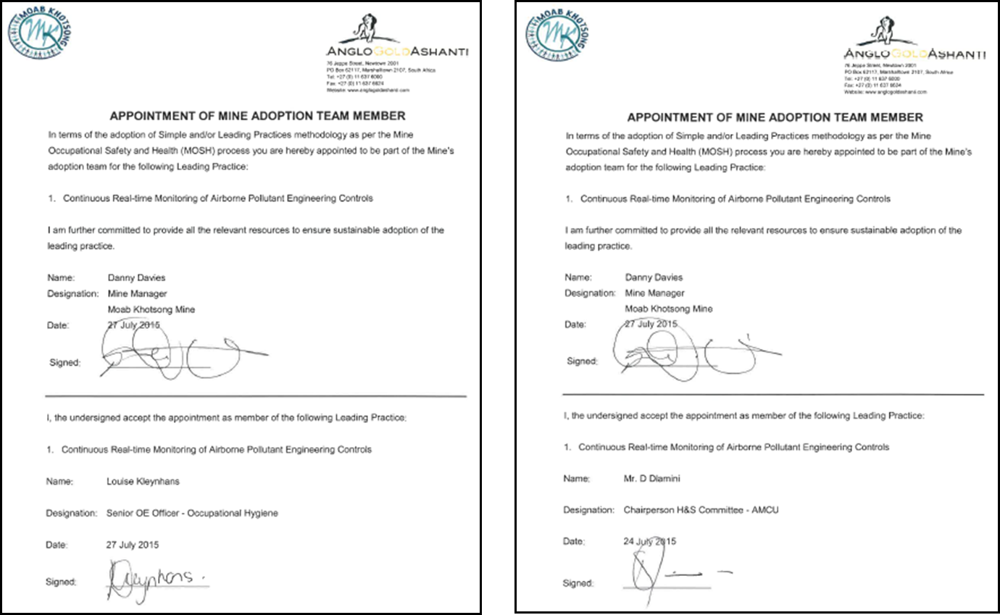 MOAB KHOTSONG
MK
ANGLOGOLDASHANTI
76 Jeppe Street, Newtown 2001
PO Box 62117, Marshalltown 2107, South Africa
Tel: +27 (0) 11 637 6000
Fax: +27 (0) 11 637 6624
Website: www.anglogoldashanti.com
APPOINTMENT OF MINE ADOPTION TEAM MEMBER
In terms of the adoption of Simple and/or Leading Practices methodology as per the Mine
Occupational Safety and Health (MOSH) process you are hereby appointed to be part of the Mine's
adoption team for the following Leading Practice:
1. Continuous Real-time Monitoring of Airborne Pollutant Engineering Controls
I am further committed to provide all the relevant resources to ensure sustainable adoption of the
leading practice.
Name: Danny Davies
Designation: Mine Manager
Moab Khotsong Mine
Date: 27 July 2015
Signed:
I, the undersigned accept the appointment as member of the following Leading Practice:
1. Continuous Real-time Monitoring of Airborne Pollutant Engineering Controls
Name: Louise Kleynhans
Designation: Senior OE Officer - Occupational Hygiene
Date: 27 July 2015
Signed: Kleynhans
MOAB KHOTSONG
MK
ANGLOGOLDASHANTI
76 Jeppe Street, Newtown 2001
PO Box 62117, Marshalltown 2107, South Africa
Tel: +27 (0) 11 637 6000
Fax: +27 (0) 11 637 6624
Website: www.anglogoldashanti.com
APPOINTMENT OF MINE ADOPTION TEAM MEMBER
In terms of the adoption of Simple and/or Leading Practices methodology as per the Mine
Occupational Safety and Health (MOSH) process you are hereby appointed to be part of the Mine's
adoption team for the following Leading Practice:
1. Continuous Real-time Monitoring of Airborne Pollutant Engineering Controls
I am further committed to provide all the relevant resources to ensure sustainable adoption of the
leading practice.
Name: Danny Davies
Designation: Mine Manager
Moab Khotsong Mine
Date: 27 July 2015
Signed:
I, the undersigned accept the appointment as member of the following Leading Practice:
1. Continuous Real-time Monitoring of Airborne Pollutant Engineering Controls
Name: Mr. D Dlamini
Designation: Chairperson H&S Committee - AMCU
Date: 24 July 2015
Signed: